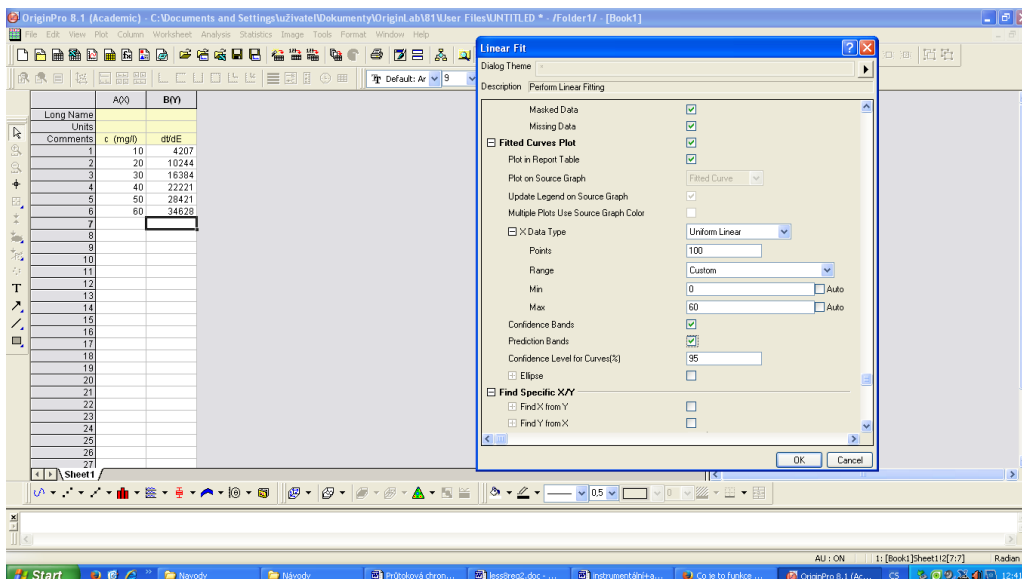 OriginPro 8.1 (Academic) - C:\Documents and Settings\uživatel\Dokumenty\OriginLab\81\User Files\UNTITLED * - /Folder1/ - [Book1]
File Edit View Plot Column Worksheet Analysis Statistics Image Tools Format Window Help
Default: Ar 9
A(X) B(Y)
Long Name
Units
Comments c (mg/l) dt/dE
1 10 4207
2 20 10244
3 30 16384
4 40 22221
5 50 28421
6 60 34628
7
8
9
10
11
12
13
14
15
16
17
18
19
20
21
22
23
24
25
26
27
Sheet1
Linear Fit
Dialog Theme *
Description Perform Linear Fitting
Masked Data
Missing Data
Fitted Curves Plot
Plot in Report Table
Plot on Source Graph Fitted Curve
Update Legend on Source Graph
Multiple Plots Use Source Graph Color
X Data Type Uniform Linear
Points 100
Range Custom
Min 0 Auto
Max 60 Auto
Confidence Bands
Prediction Bands
Confidence Level for Curves(%) 95
Ellipse
Find Specific X/Y
Find X from Y
Find Y from X
OK Cancel
T
0,5 0
AU : ON 1: [Book1]Sheet1!2[7:7] Radian
Start Navody Návody Průtoková chron... less8req2.doc - ... instrumentální+a... Co je to funkce ... OriginPro 8.1 (Ac... CS 12:41